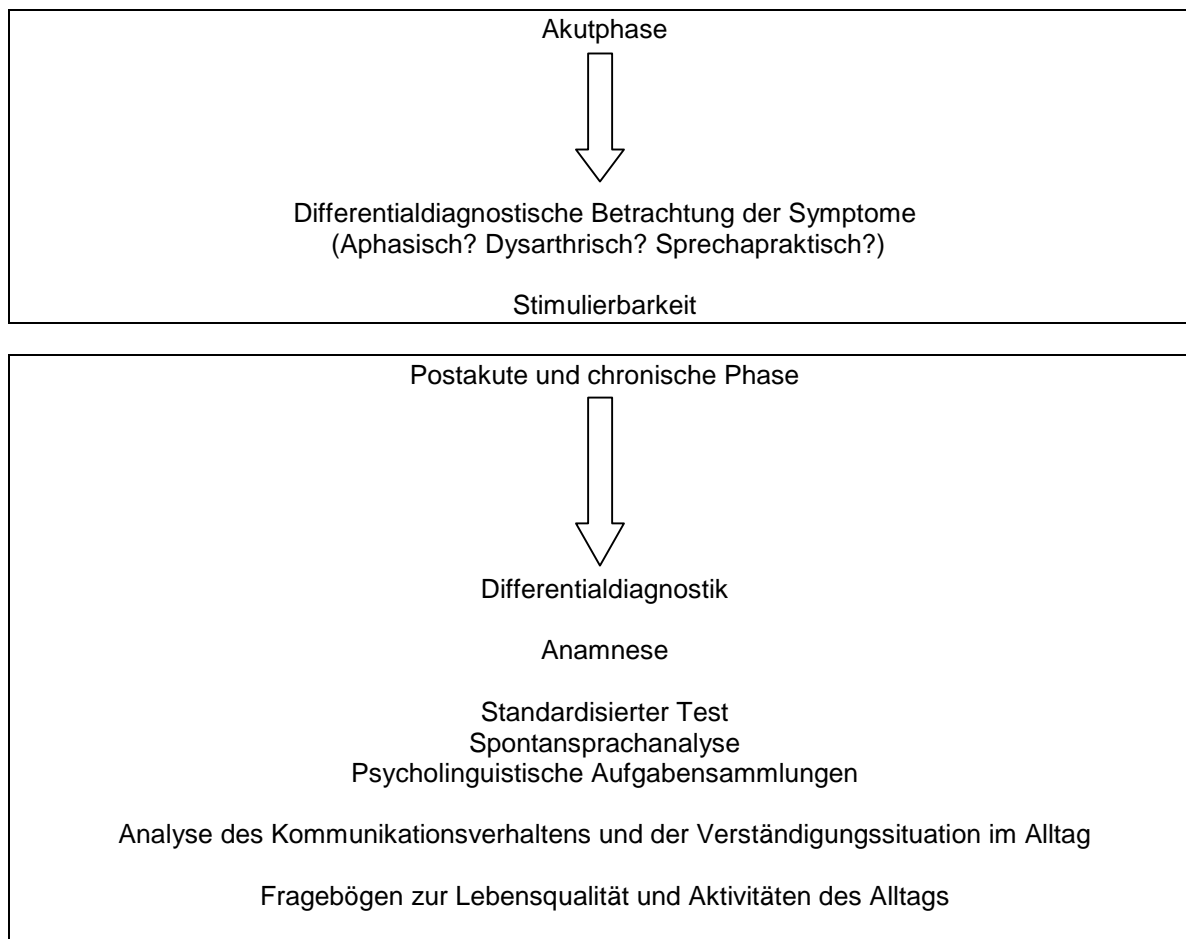 Akutphase
Differentialdiagnostische Betrachtung der Symptome
(Aphasisch? Dysarthrisch? Sprechapraktisch?)
Stimulierbarkeit
Postakute und chronische Phase
Differentialdiagnostik
Anamnese
Standardisierter Test
Spontansprachanalyse
Psycholinguistische Aufgabensammlungen
Analyse des Kommunikationsverhaltens und der Verständigungssituation im Alltag
Fragebögen zur Lebensqualität und Aktivitäten des Alltags